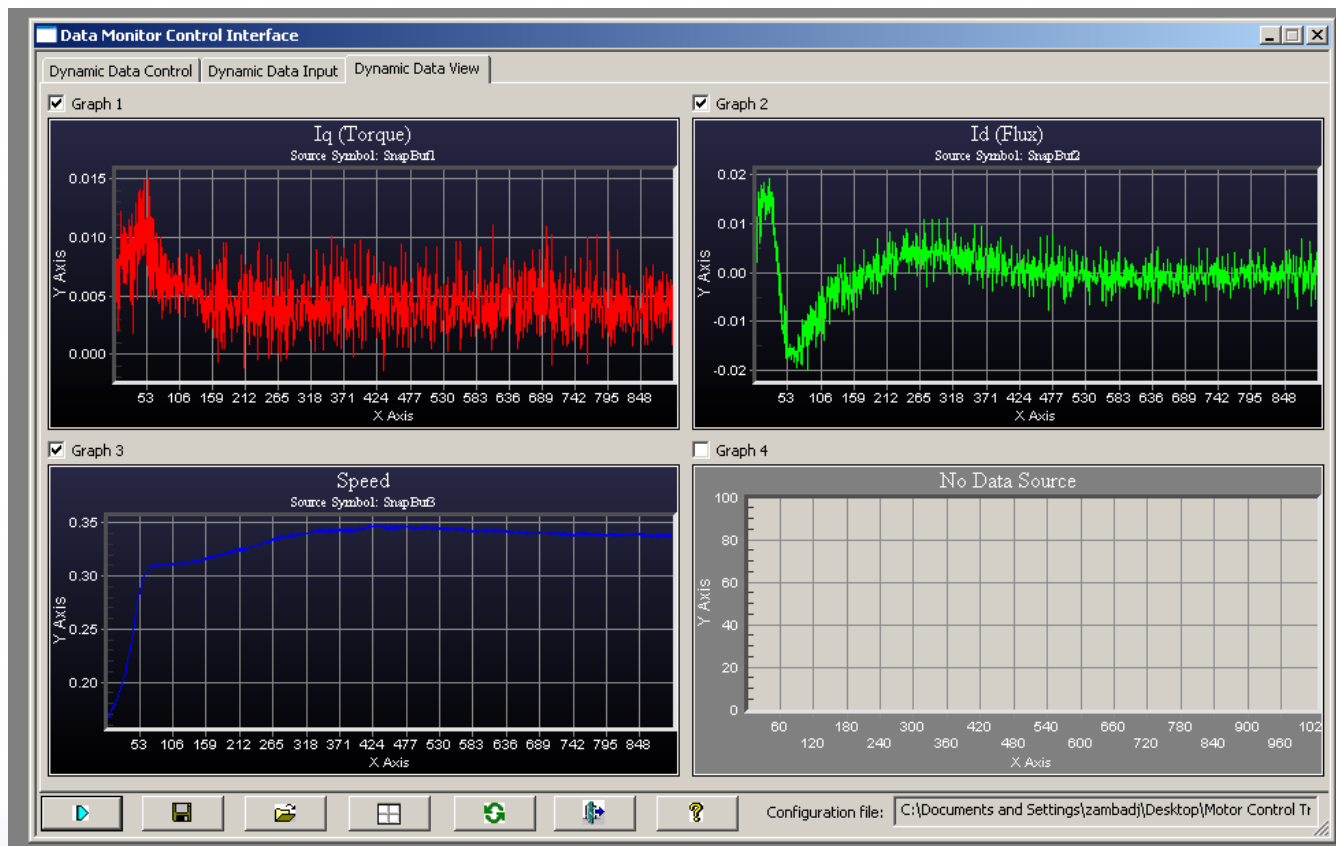 Data Monitor Control Interface
Dynamic Data Control Dynamic Data Input Dynamic Data View
Graph 1
Iq (Torque)
Source Symbol: SnapBuf1
0.015
0.010
0.005
0.000
Y Axis
53 106 159 212 265 318 371 424 477 530 583 636 689 742 795 848
X Axis
Graph 2
Id (Flux)
Source Symbol: SnapBuf2
0.02
0.01
0.00
-0.01
-0.02
Y Axis
53 106 159 212 265 318 371 424 477 530 583 636 689 742 795 848
X Axis
Graph 3
Speed
Source Symbol: SnapBuf3
0.35
0.30
0.25
0.20
Y Axis
53 106 159 212 265 318 371 424 477 530 583 636 689 742 795 848
X Axis
Graph 4
No Data Source
100
80
60
40
20
0
Y Axis
60 180 300 420 540 660 780 900 102
120 240 360 480 600 720 840 960
X Axis
Configuration file: C:\Documents and Settings\zambadj\Desktop\Motor Control Tr